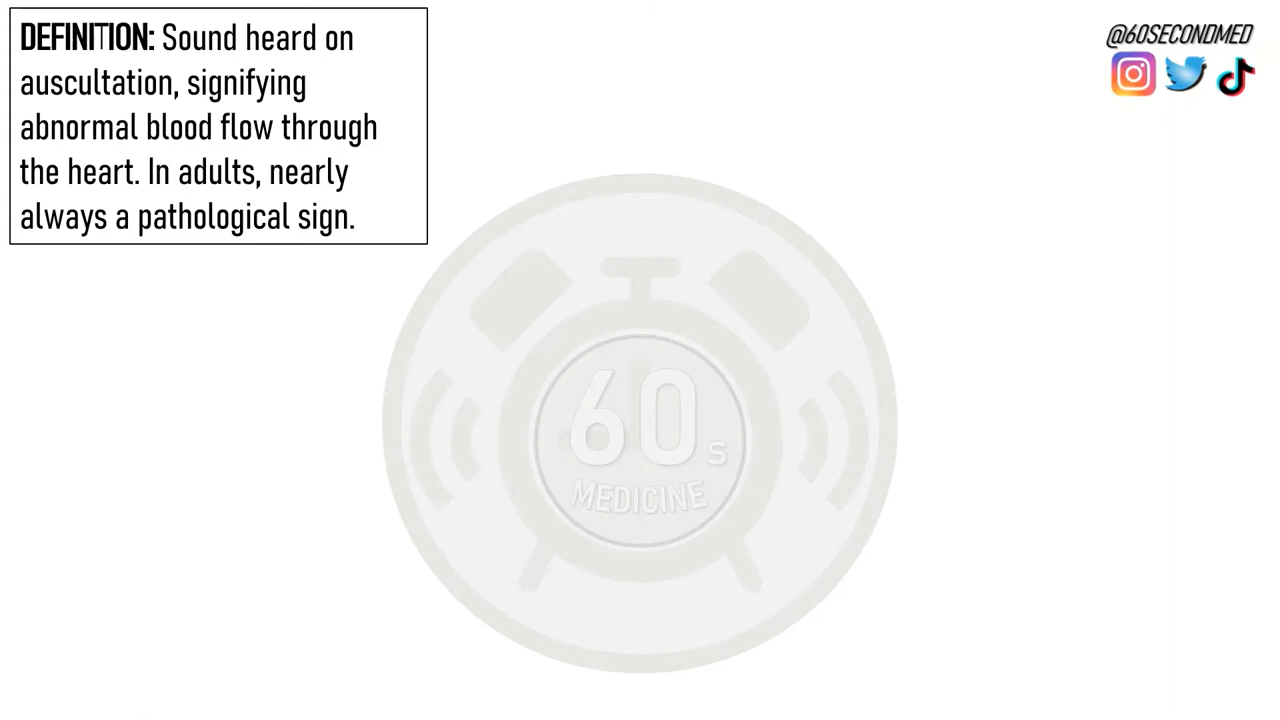 DEFINITION: Sound heard on
auscultation, signifying
abnormal blood flow through
the heart. In adults, nearly
always a pathological sign.
@60SECONDMED
60s
MEDICINE